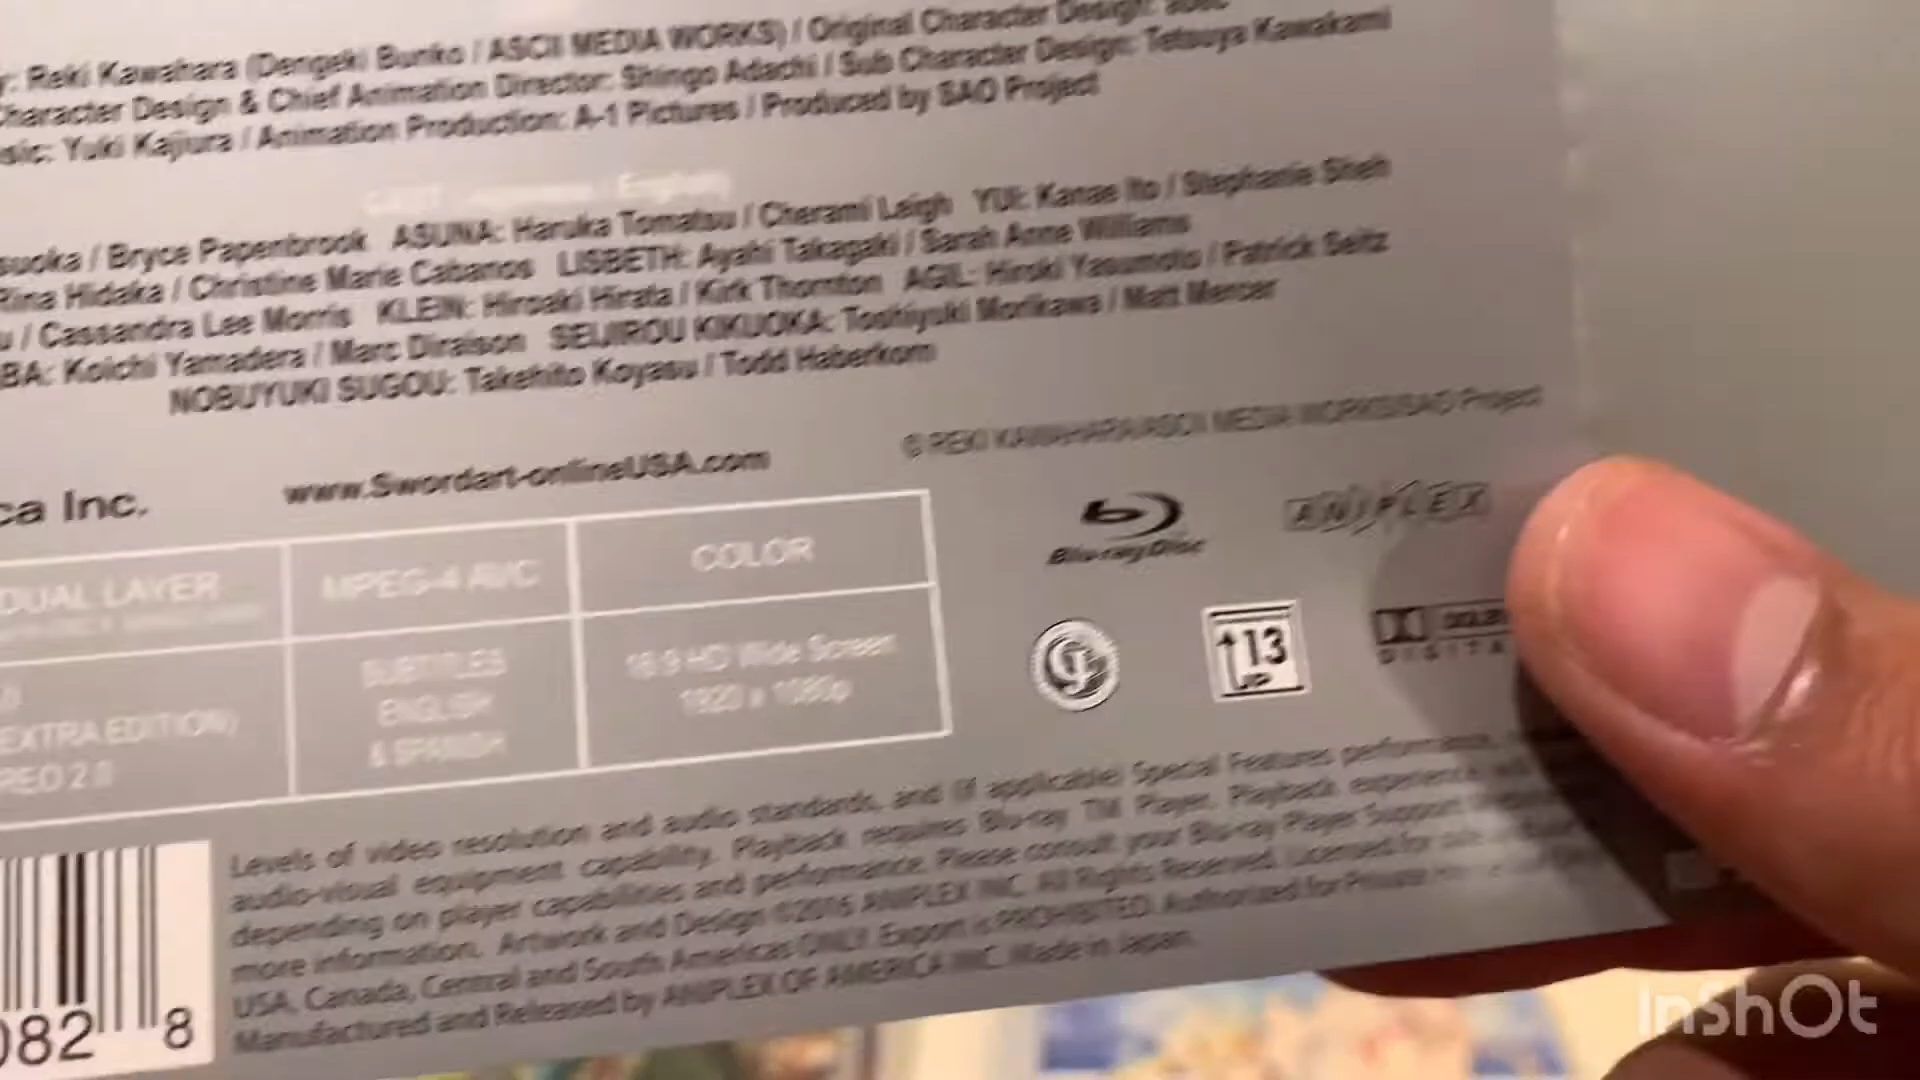 y: Reki Kawahara (Dengeki Bunko / ASCII MEDIA WORKS) / Original Character Design: abec
Character Design & Chief Animation Director: Shingo Adachi / Sub Character Design: Tetsuya Kawakami
sic: Yuki Kajiura / Animation Production: A-1 Pictures / Produced by SAO Project
English
suoka / Bryce Papenbrook ASUNA: Haruka Tomatsu / Cherami Leigh YUI: Kanae Ito / Stephanie Sheh
Rina Hidaka / Christine Marie Cabanos LISBETH: Ayahi Takagaki / Sarah Anne Williams
u / Cassandra Lee Morris KLEIN: Hiroaki Hirata / Kirk Thornton AGIL: Hiroki Yasumoto / Patrick Seitz
BA: Koichi Yamadera / Marc Diraison SEIJIROU KIKUOKA: Toshiyuki Morikawa / Matt Mercer
NOBUYUKI SUGOU: Takehito Koyasu / Todd Haberkorn
© REKI KAWAHARA/ASCII MEDIA WORKS/SAO Project
ca Inc. www.Swordart-onlineUSA.com
Blu-ray Disc
ANIPLEX
DUAL LAYER MPEG-4 AVC COLOR
EXTRA EDITION)
REO 2.0
SUBTITLES
ENGLISH
& SPANISH
16:9 HD Wide Screen
1920 x 1080p
13
UP
DIGITA
Levels of video resolution and audio standards, and (if applicable) Special Features performance,
audio-visual equipment capability. Playback requires Blu-ray TM Player. Playback experience
depending on player capabilities and performance. Please consult your Blu-ray Player Support
more information. Artwork and Design ©2016 ANIPLEX INC. All Rights Reserved. Licensed for
USA, Canada, Central and South Americas ONLY. Export is PROHIBITED. Authorized for Private
Manufactured and Released by ANIPLEX OF AMERICA INC. Made in Japan.
082 8
InShOt